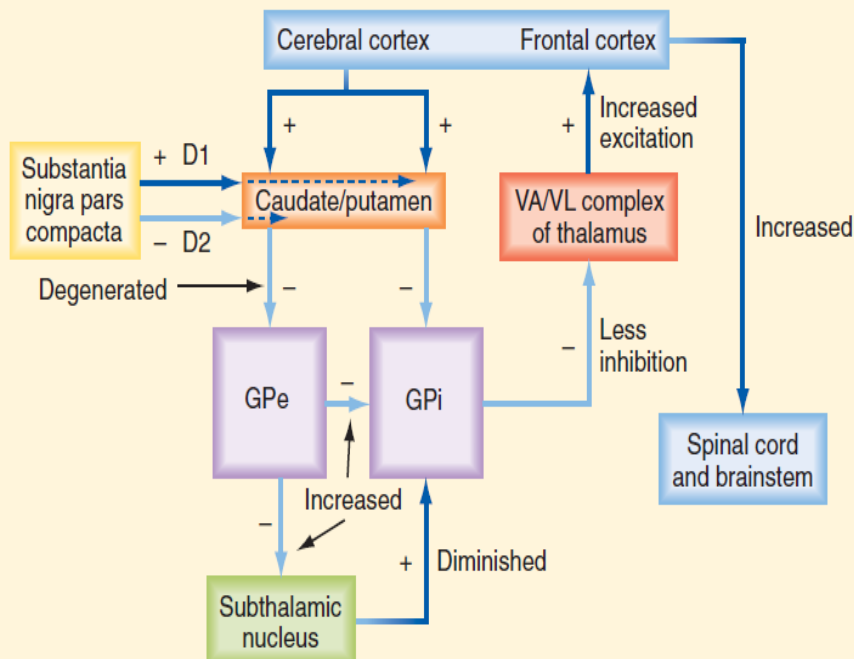 Cerebral cortex
Frontal cortex
+
+
+
Increased
excitation
Substantia
nigra pars
compacta
+ D1
– D2
Caudate/putamen
VA/VL complex
of thalamus
Increased
Degenerated
–
–
–
Less
inhibition
GPe
–
GPi
Spinal cord
and brainstem
–
Increased
+
Diminished
Subthalamic
nucleus